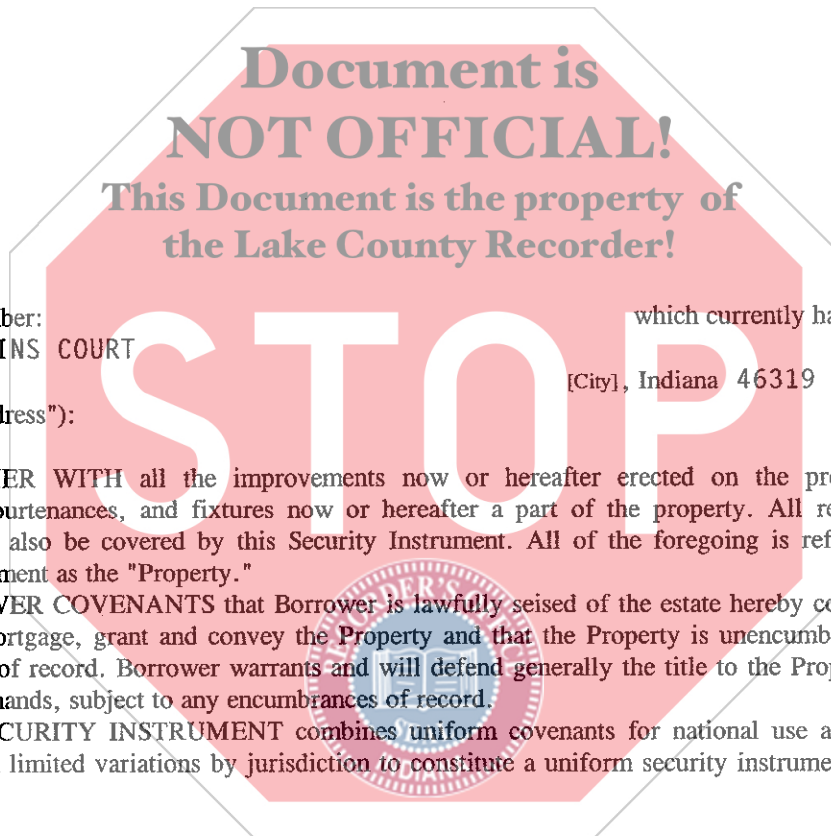 Document is
NOT OFFICIAL!
This Document is the property of
the Lake County Recorder!
STOP
ber: which currently ha
INS COURT
[City], Indiana 46319
dress"):
ER WITH all the improvements now or hereafter erected on the pr
ourtenances, and fixtures now or hereafter a part of the property. All re
also be covered by this Security Instrument. All of the foregoing is ref
ment as the "Property."
VER COVENANTS that Borrower is lawfully seised of the estate hereby co
ortgage, grant and convey the Property and that the Property is unencumb
of record. Borrower warrants and will defend generally the title to the Prop
nands, subject to any encumbrances of record.
CURITY INSTRUMENT combines uniform covenants for national use a
limited variations by jurisdiction to constitute a uniform security instrume
RECORDER'S OFFICE
INDIANA